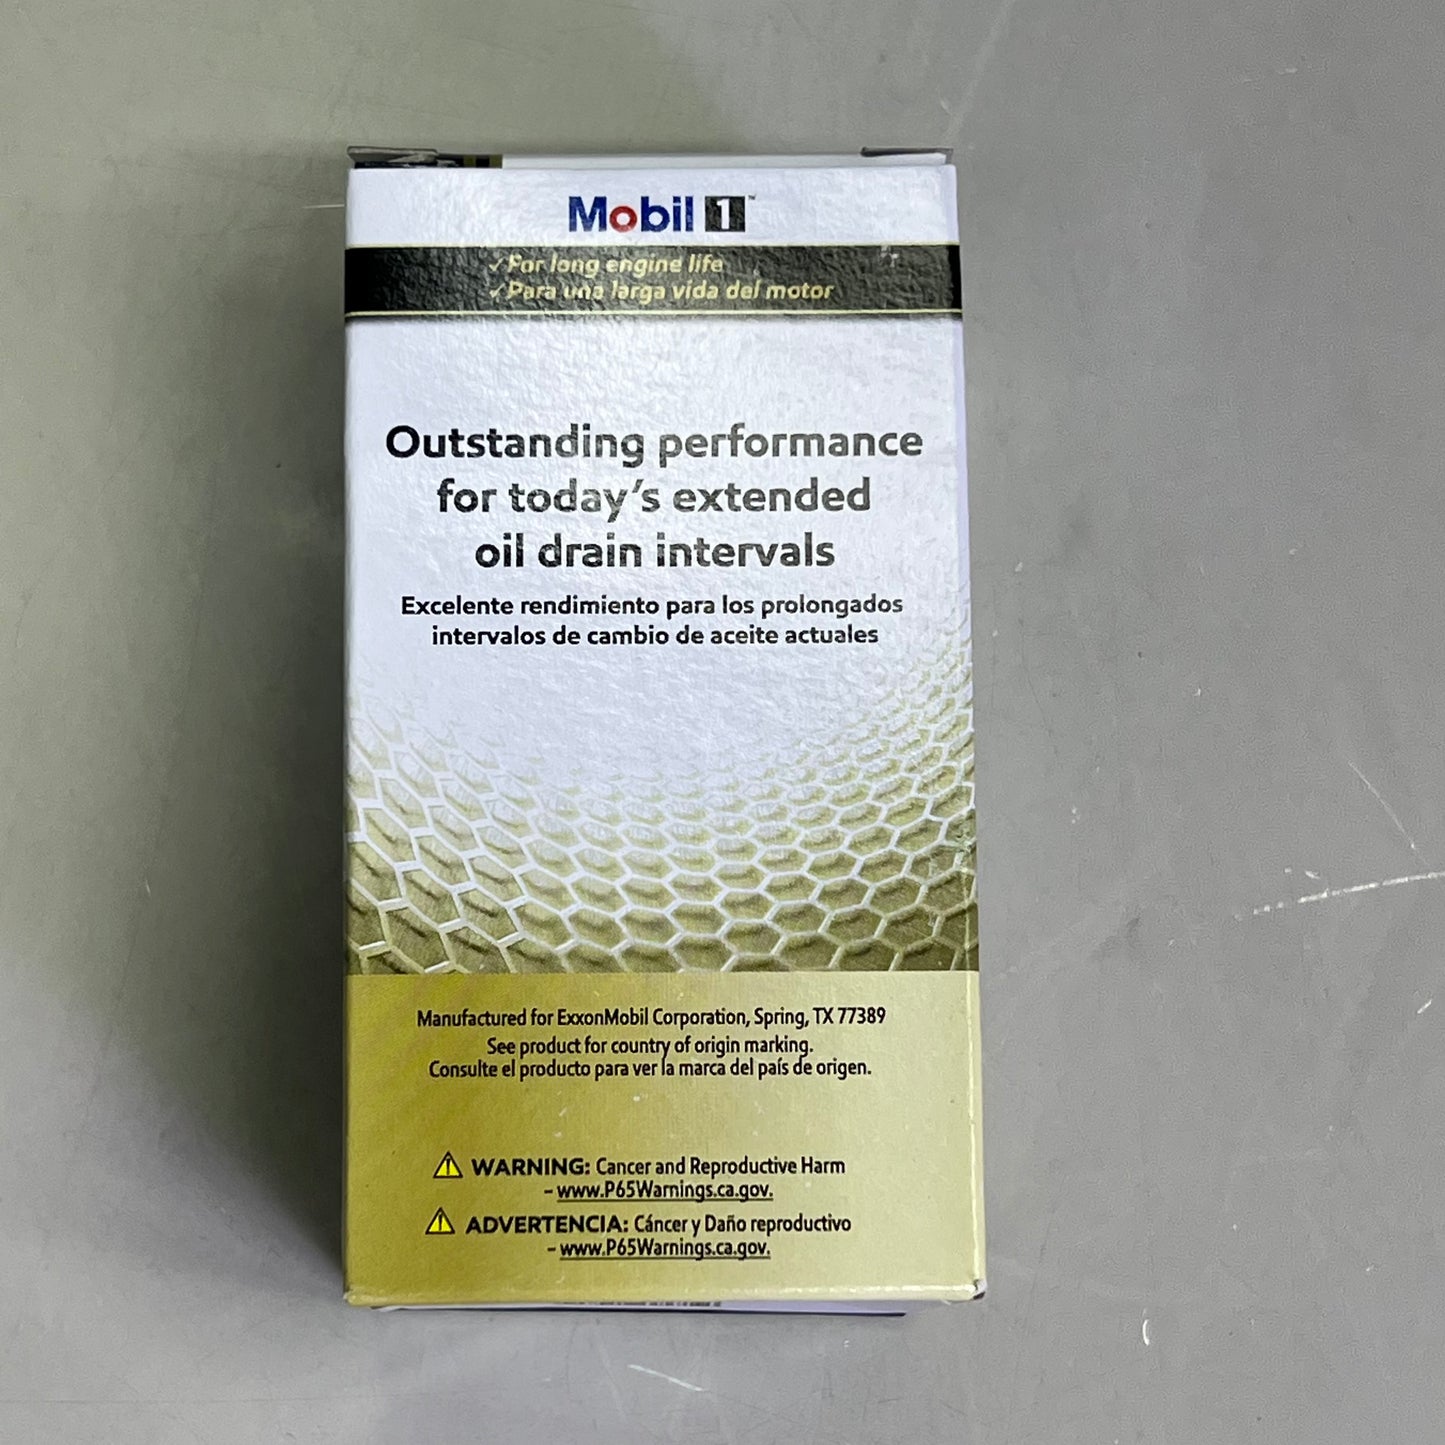 Mobil 1™
✓For long engine life
✓Para una larga vida del motor
Outstanding performance
for today's extended
oil drain intervals
Excelente rendimiento para los prolongados
intervalos de cambio de aceite actuales
Manufactured for ExxonMobil Corporation, Spring, TX 77389
See product for country of origin marking.
Consulte el producto para ver la marca del país de origen.
⚠ WARNING: Cancer and Reproductive Harm
– www.P65Warnings.ca.gov.
⚠ ADVERTENCIA: Cáncer y Daño reproductivo
– www.P65Warnings.ca.gov.